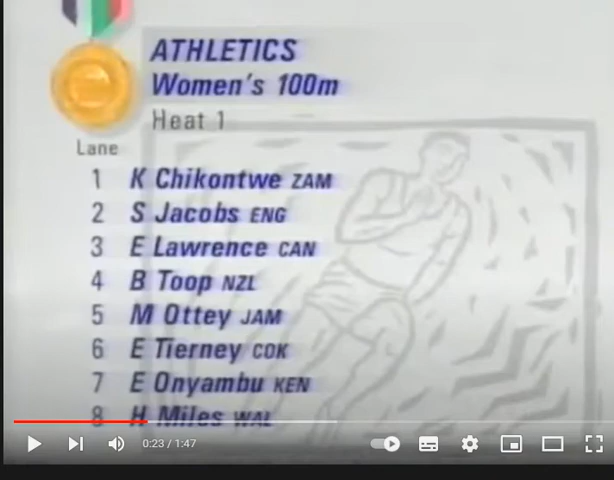 ATHLETICS
Women's 100m
Heat 1
Lane
1 K Chikontwe ZAM
2 S Jacobs ENG
3 E Lawrence CAN
4 B Toop NZL
5 M Ottey JAM
6 E Tierney COK
7 E Onyambu KEN
8 H Miles WAL
0:23 / 1:47